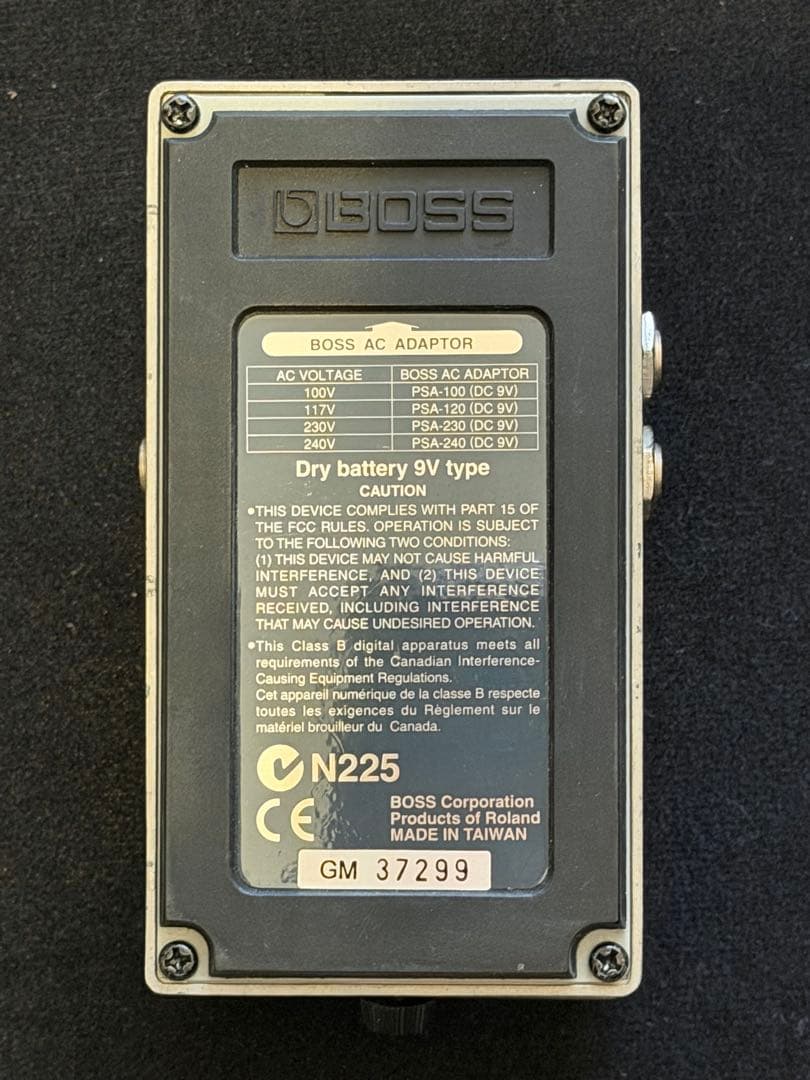 BOSS
BOSS AC ADAPTOR
AC VOLTAGE BOSS AC ADAPTOR
100V PSA-100 (DC 9V)
117V PSA-120 (DC 9V)
230V PSA-230 (DC 9V)
240V PSA-240 (DC 9V)
Dry battery 9V type
CAUTION
•THIS DEVICE COMPLIES WITH PART 15 OF
THE FCC RULES. OPERATION IS SUBJECT
TO THE FOLLOWING TWO CONDITIONS:
(1) THIS DEVICE MAY NOT CAUSE HARMFUL
INTERFERENCE, AND (2) THIS DEVICE
MUST ACCEPT ANY INTERFERENCE
RECEIVED, INCLUDING INTERFERENCE
THAT MAY CAUSE UNDESIRED OPERATION.
•This Class B digital apparatus meets all
requirements of the Canadian Interference-
Causing Equipment Regulations.
Cet appareil numérique de la classe B respecte
toutes les exigences du Règlement sur le
matériel brouilleur du Canada.
N225
CE
BOSS Corporation
Products of Roland
MADE IN TAIWAN
GM 37299